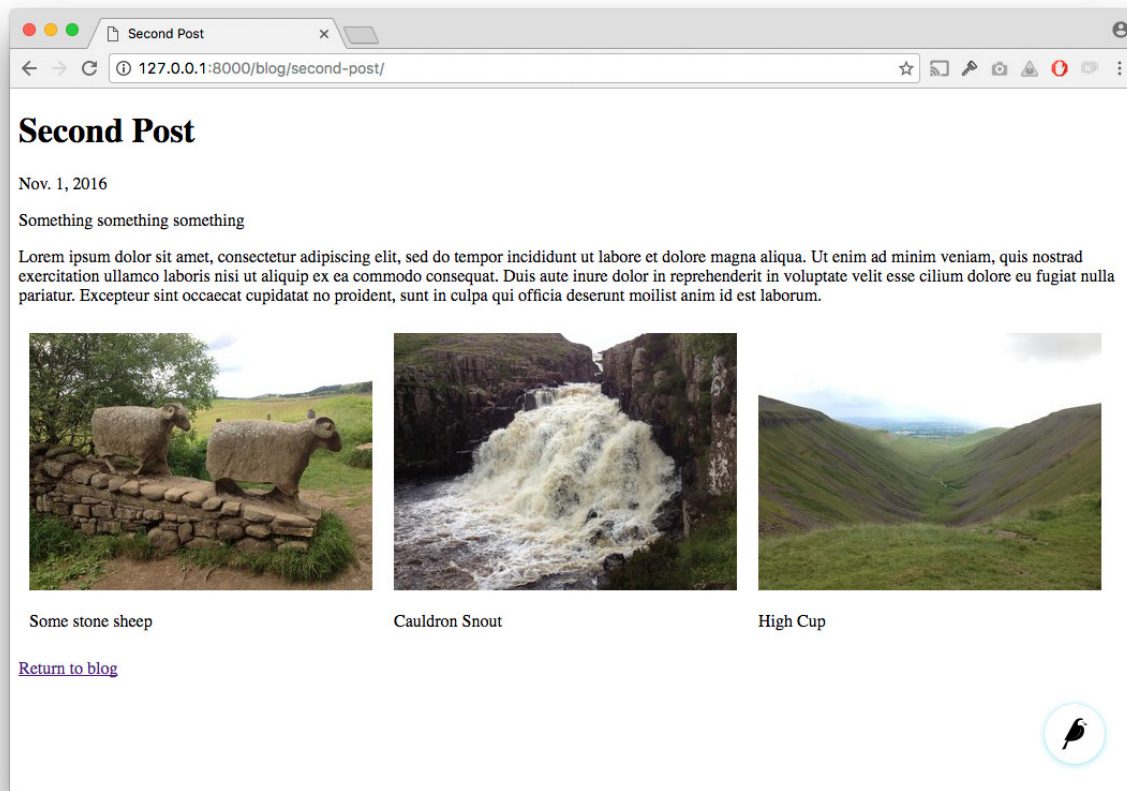 Second Post
127.0.0.1:8000/blog/second-post/
Second Post
Nov. 1, 2016
Something something something
Lorem ipsum dolor sit amet, consectetur adipiscing elit, sed do tempor incididunt ut labore et dolore magna aliqua. Ut enim ad minim veniam, quis nostrad
exercitation ullamco laboris nisi ut aliquip ex ea commodo consequat. Duis aute inure dolor in reprehenderit in voluptate velit esse cilium dolore eu fugiat nulla
pariatur. Excepteur sint occaecat cupidatat no proident, sunt in culpa qui officia deserunt moilist anim id est laborum.
Some stone sheep
Cauldron Snout
High Cup
Return to blog